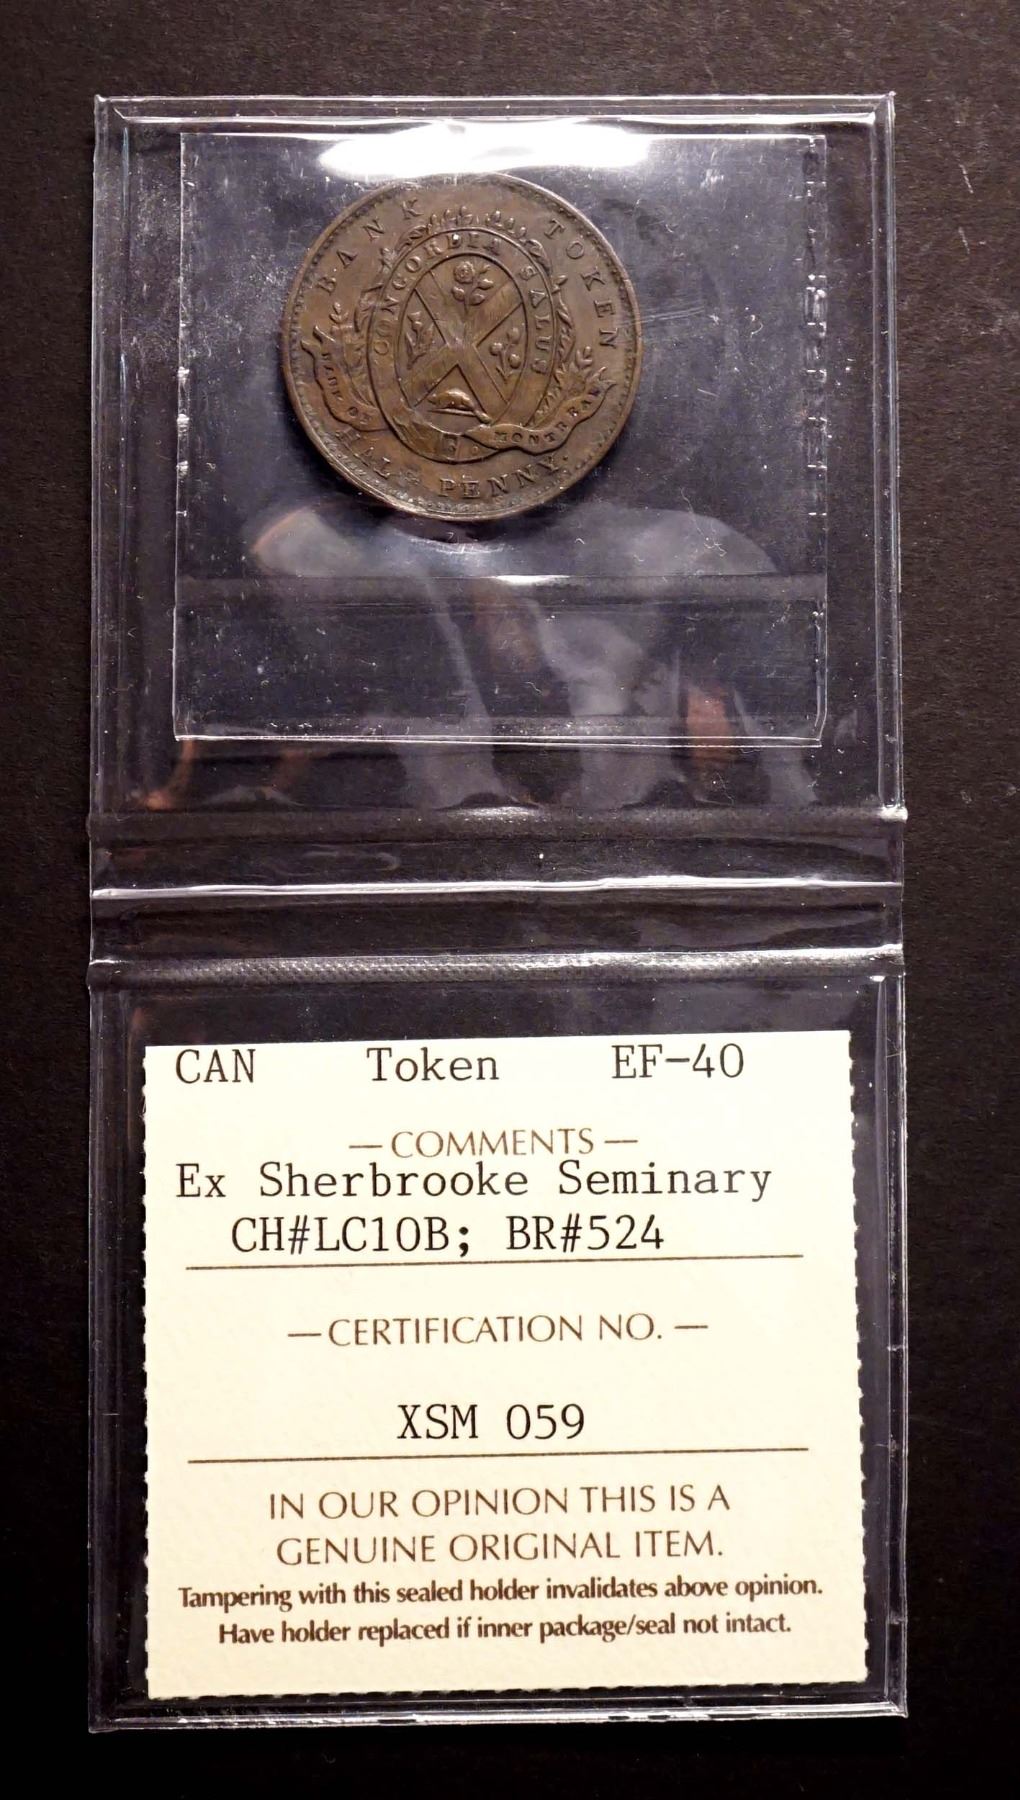 BANK TOKEN
CONCORDIA SALUS
BANK OF MONTREAL
HALF PENNY.
CAN Token EF-40
— COMMENTS —
Ex Sherbrooke Seminary
CH#LC10B; BR#524
— CERTIFICATION NO. —
XSM 059
IN OUR OPINION THIS IS A
GENUINE ORIGINAL ITEM.
Tampering with this sealed holder invalidates above opinion.
Have holder replaced if inner package/seal not intact.